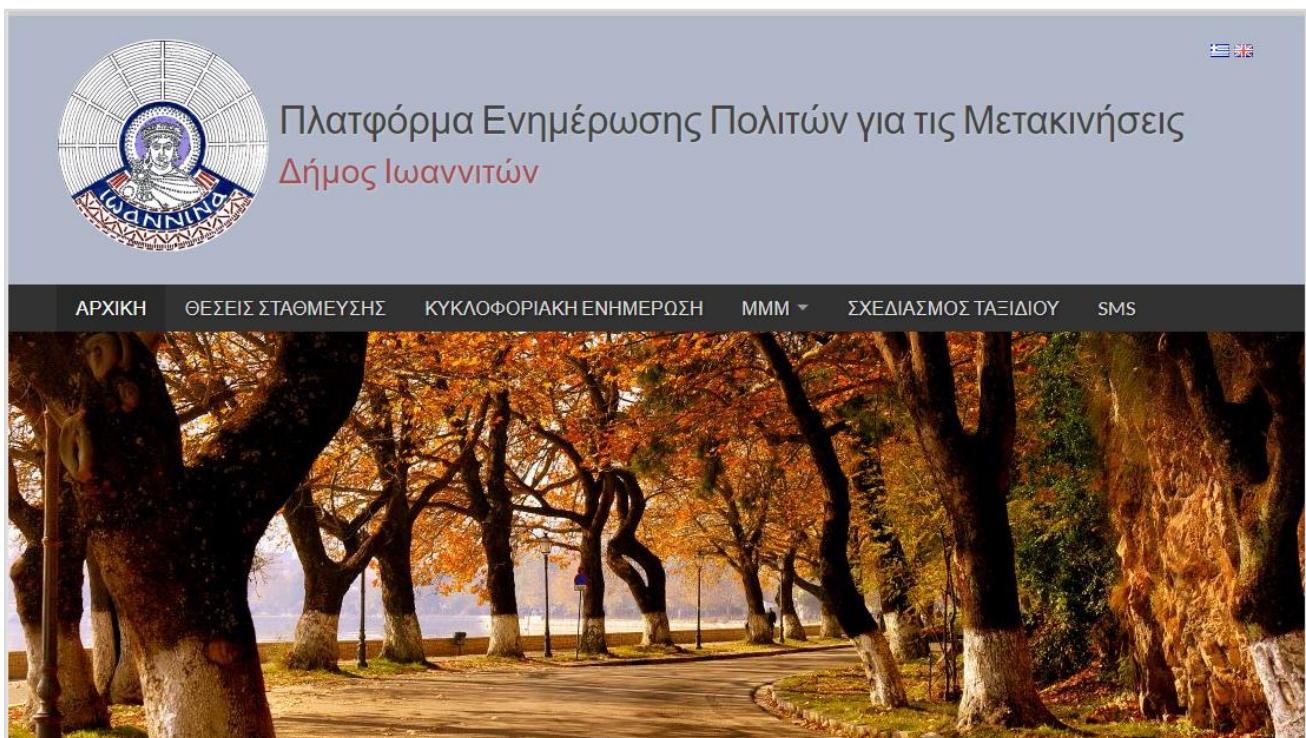 Πλατφόρμα Ενημέρωσης Πολιτών για τις Μετακινήσεις
Δήμος Ιωαννιτών
ΙωαΝΝΙΝα
ΑΡΧΙΚΗ ΘΕΣΕΙΣ ΣΤΑΘΜΕΥΣΗΣ ΚΥΚΛΟΦΟΡΙΑΚΗ ΕΝΗΜΕΡΩΣΗ ΜΜΜ ΣΧΕΔΙΑΣΜΟΣ ΤΑΞΙΔΙΟΥ SMS